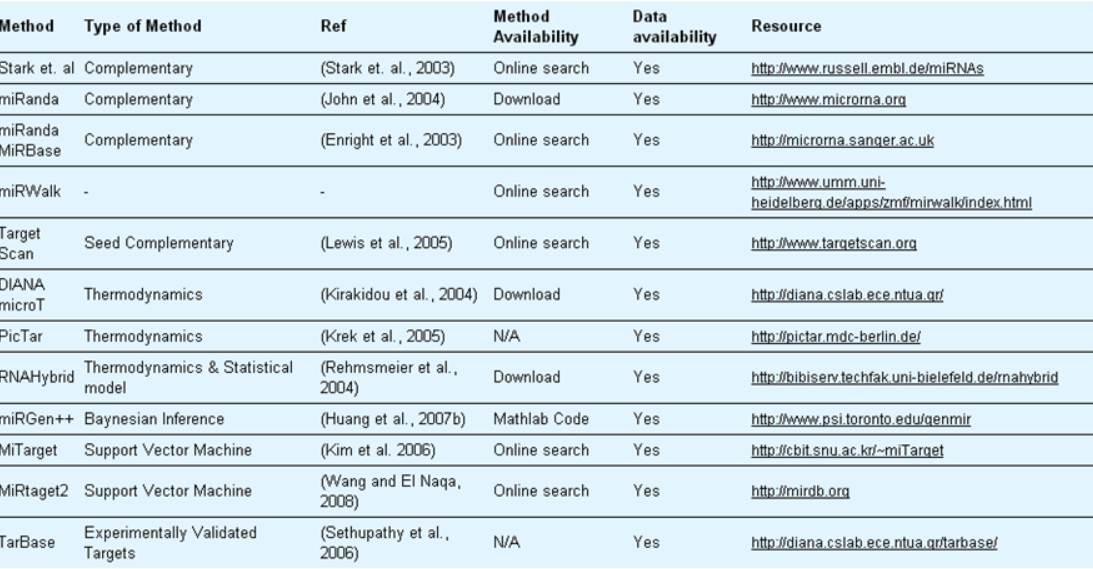 Method Type of Method Ref Method Availability Data availability Resource
Stark et. al Complementary (Stark et. al., 2003) Online search Yes http://www.russell.embl.de/miRNAs
miRanda Complementary (John et al., 2004) Download Yes http://www.microrna.org
miRanda MiRBase Complementary (Enright et al., 2003) Online search Yes http://microrna.sanger.ac.uk
miRWalk - - Online search Yes http://www.umm.uni-heidelberg.de/apps/zmf/mirwalk/index.html
Target Scan Seed Complementary (Lewis et al., 2005) Online search Yes http://www.targetscan.org
DIANA microT Thermodynamics (Kirakidou et al., 2004) Download Yes http://diana.cslab.ece.ntua.gr/
PicTar Thermodynamics (Krek et al., 2005) N/A Yes http://pictar.mdc-berlin.de/
RNAHybrid Thermodynamics & Statistical model (Rehmsmeier et al., 2004) Download Yes http://bibiserv.techfak.uni-bielefeld.de/rnahybrid
miRGen++ Baynesian Inference (Huang et al., 2007b) Mathlab Code Yes http://www.psi.toronto.edu/genmir
MiTarget Support Vector Machine (Kim et al. 2006) Online search Yes http://cbit.snu.ac.kr/~miTarget
MiRtaget2 Support Vector Machine (Wang and El Naqa, 2008) Online search Yes http://mirdb.org
TarBase Experimentally Validated Targets (Sethupathy et al., 2006) N/A Yes http://diana.cslab.ece.ntua.gr/tarbase/